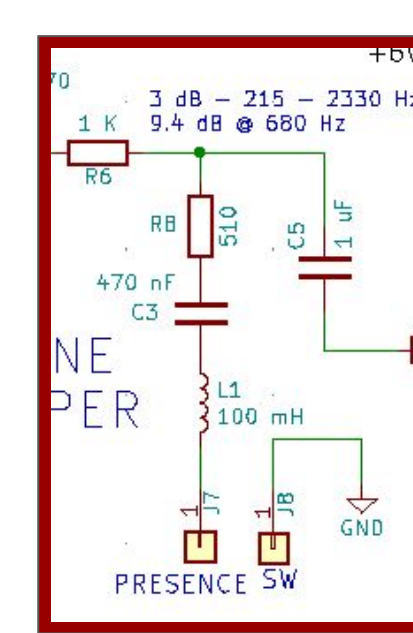 +6V
70
3 dB – 215 – 2330 Hz
9.4 dB @ 680 Hz
1 K
R6
R8
510
C5
1 uF
470 nF
C3
NE
PER
L1
100 mH
1
J7
1
J8
GND
PRESENCE
SW